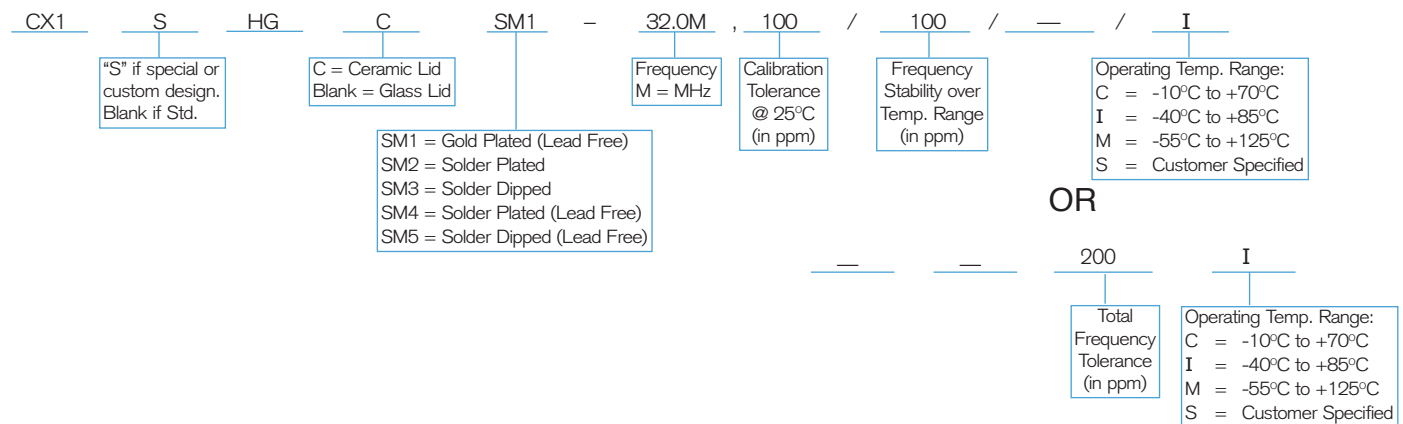 CX1 S HG C SM1 – 32.0M , 100 / 100 / — / I
"S" if special or
custom design.
Blank if Std.
C = Ceramic Lid
Blank = Glass Lid
SM1 = Gold Plated (Lead Free)
SM2 = Solder Plated
SM3 = Solder Dipped
SM4 = Solder Plated (Lead Free)
SM5 = Solder Dipped (Lead Free)
Frequency
M = MHz
Calibration
Tolerance
@ 25°C
(in ppm)
Frequency
Stability over
Temp. Range
(in ppm)
Operating Temp. Range:
C = -10°C to +70°C
I = -40°C to +85°C
M = -55°C to +125°C
S = Customer Specified
OR
— — 200 I
Total
Frequency
Tolerance
(in ppm)
Operating Temp. Range:
C = -10°C to +70°C
I = -40°C to +85°C
M = -55°C to +125°C
S = Customer Specified